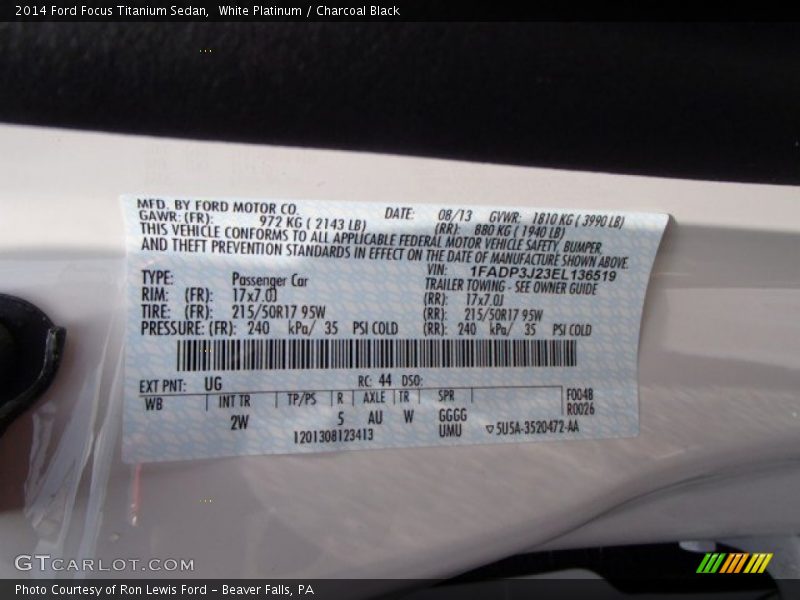 2014 Ford Focus Titanium Sedan,  White Platinum / Charcoal Black
MFD. BY FORD MOTOR CO. DATE: 08/13 GVWR: 1810 KG ( 3990 LB)
GAWR: (FR): 972 KG ( 2143 LB) (RR): 880 KG ( 1940 LB)
THIS VEHICLE CONFORMS TO ALL APPLICABLE FEDERAL MOTOR VEHICLE SAFETY, BUMPER,
AND THEFT PREVENTION STANDARDS IN EFFECT ON THE DATE OF MANUFACTURE SHOWN ABOVE.
VIN: 1FADP3J23EL136519
TYPE: Passenger Car TRAILER TOWING - SEE OWNER GUIDE
RIM: (FR): 17x7.0J (RR): 17x7.0J
TIRE: (FR): 215/50R17 95W (RR): 215/50R17 95W
PRESSURE: (FR): 240 kPa/ 35 PSI COLD (RR): 240 kPa/ 35 PSI COLD
EXT PNT: UG RC: 44 DSO:
WB INT TR TP/PS R AXLE TR SPR F0048
R0026
2W 5 AU W GGGG
1201308123413 UMU ▽5U5A-3520472-AA
GTCARLOT.COM
Photo Courtesy of Ron Lewis Ford – Beaver Falls, PA